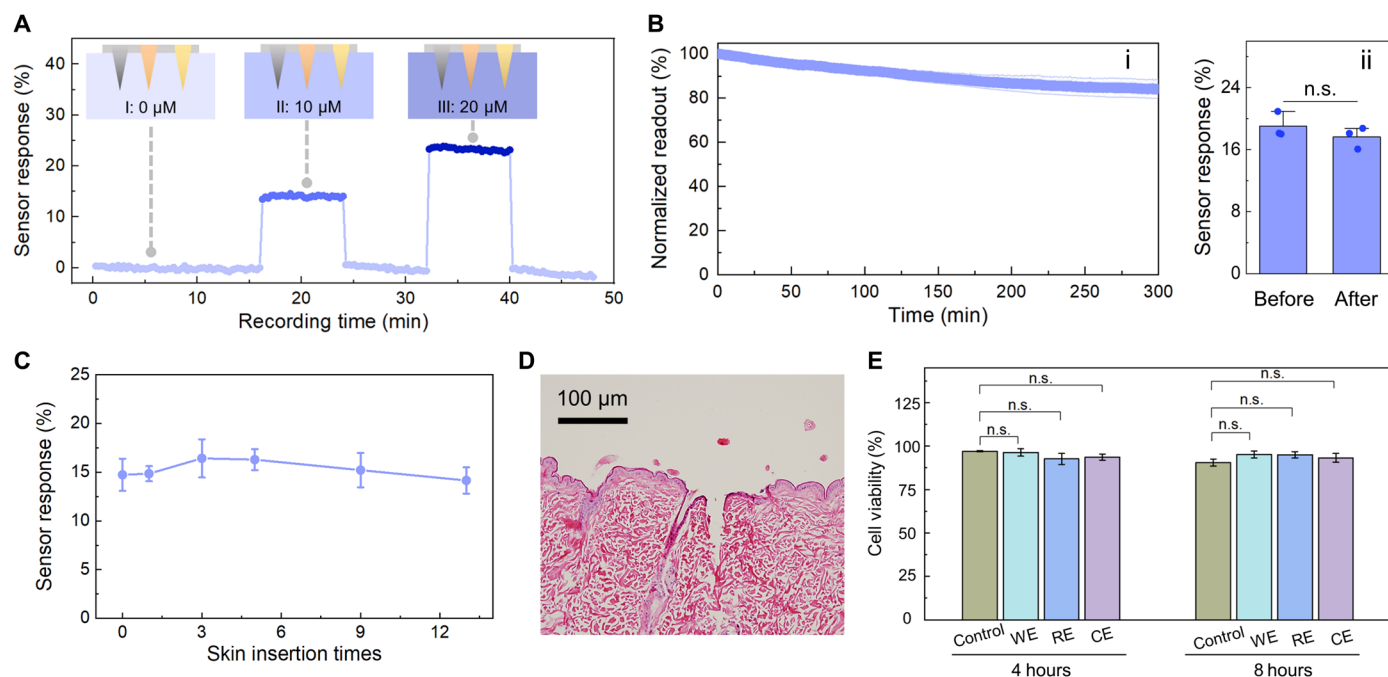 A
Sensor response (%)
40
30
20
10
0
I: 0 µM
II: 10 µM
III: 20 µM
0
10
20
30
40
50
Recording time (min)
B
Normalized readout (%)
100
80
60
40
20
0
i
0
50
100
150
200
250
300
Time (min)
Sensor response (%)
24
18
12
6
0
ii
n.s.
Before
After
C
Sensor response (%)
25
20
15
10
5
0
0
3
6
9
12
Skin insertion times
D
100 µm
E
Cell viability (%)
125
100
75
50
25
0
n.s.
n.s.
n.s.
n.s.
n.s.
n.s.
Control
WE
RE
CE
Control
WE
RE
CE
4 hours
8 hours